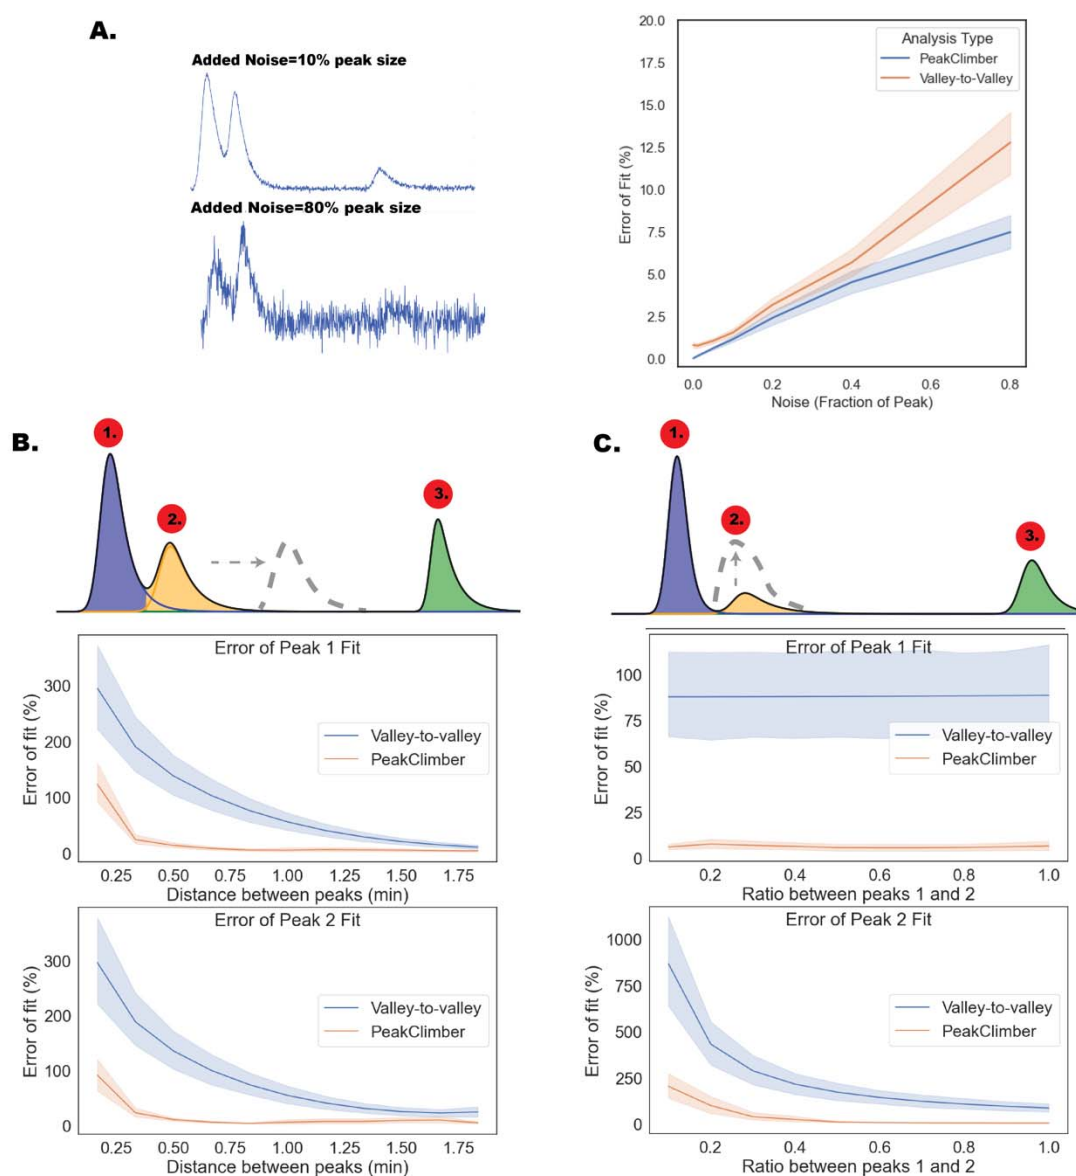 A.
Added Noise=10% peak size
Added Noise=80% peak size
20.0
17.5
15.0
12.5
10.0
7.5
5.0
2.5
0.0
Error of Fit (%)
Analysis Type
PeakClimber
Valley-to-Valley
0.0 0.2 0.4 0.6 0.8
Noise (Fraction of Peak)
B.
1.
2.
3.
Error of Peak 1 Fit
300
200
100
0
Error of fit (%)
Valley-to-valley
PeakClimber
0.25 0.50 0.75 1.00 1.25 1.50 1.75
Distance between peaks (min)
Error of Peak 2 Fit
300
200
100
0
Error of fit (%)
Valley-to-valley
PeakClimber
0.25 0.50 0.75 1.00 1.25 1.50 1.75
Distance between peaks (min)
C.
1.
2.
3.
Error of Peak 1 Fit
100
75
50
25
0
Error of fit (%)
Valley-to-valley
PeakClimber
0.2 0.4 0.6 0.8 1.0
Ratio between peaks 1 and 2
Error of Peak 2 Fit
1000
750
500
250
0
Error of fit (%)
Valley-to-valley
PeakClimber
0.2 0.4 0.6 0.8 1.0
Ratio between peaks 1 and 2